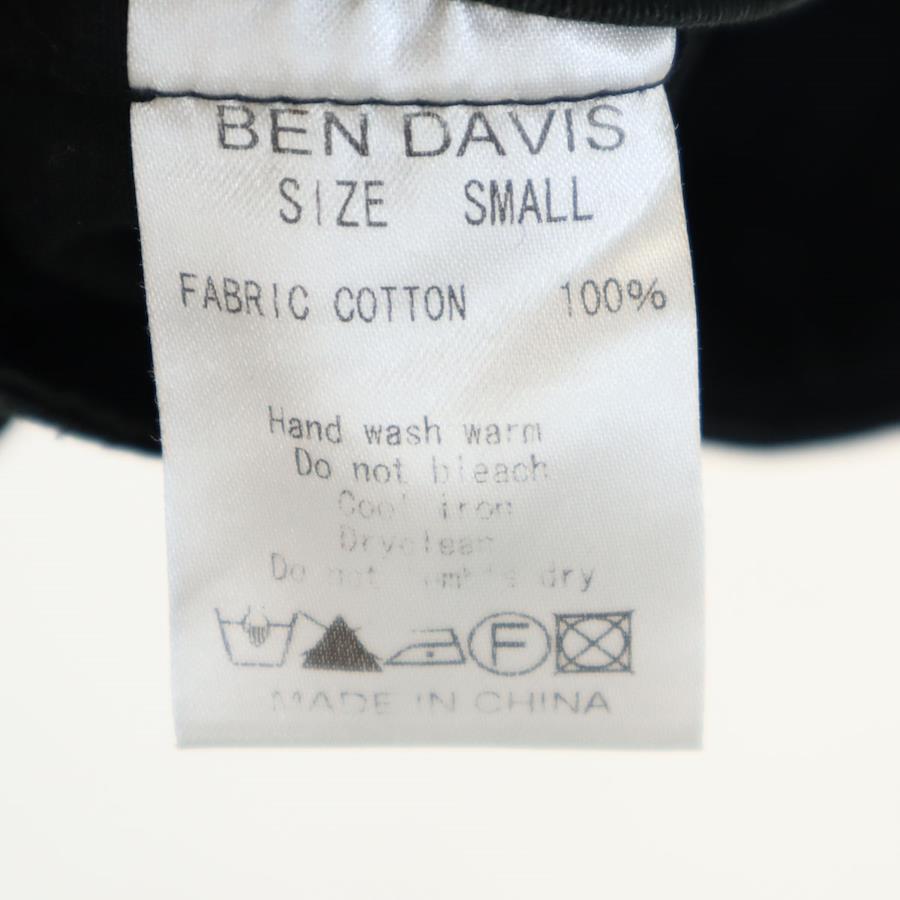 BEN DAVIS
SIZE SMALL
FABRIC COTTON 100%
Hand wash warm
Do not bleach
Cool iron
Dryclean
Do not tumble dry
F
MADE IN CHINA